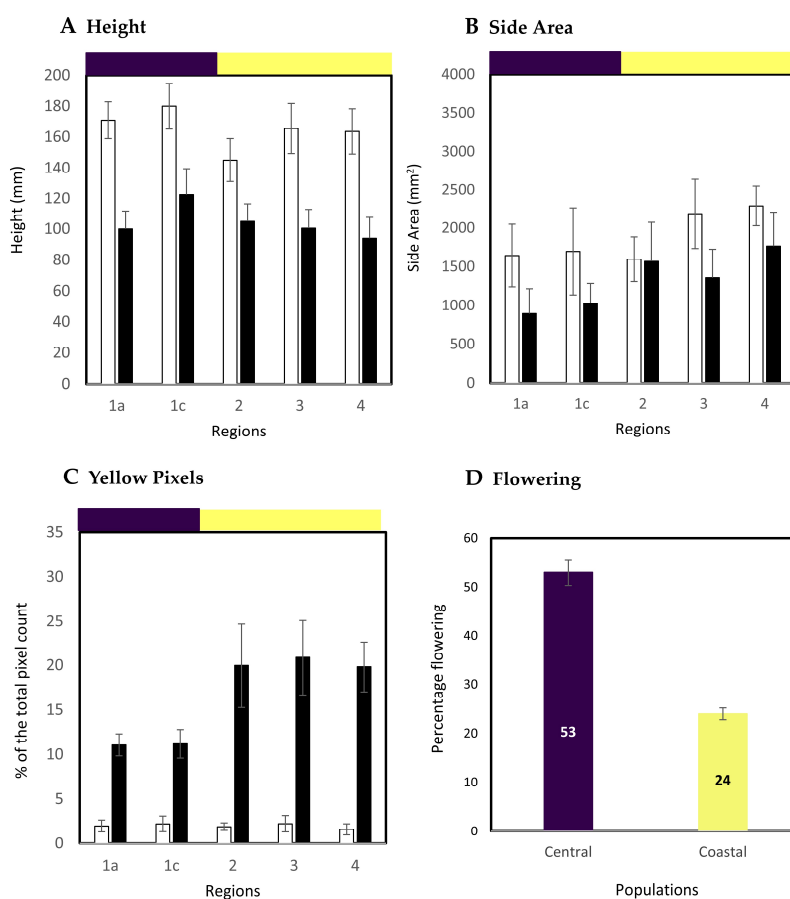 A Height
200
180
160
140
120
100
80
60
40
20
0
Height (mm)
1a 1c 2 3 4
Regions
B Side Area
4000
3500
3000
2500
2000
1500
1000
500
0
Side Area (mm²)
1a 1c 2 3 4
Regions
C Yellow Pixels
35
30
25
20
15
10
5
0
% of the total pixel count
1a 1c 2 3 4
Regions
D Flowering
60
50
40
30
20
10
0
Percentage flowering
53
24
Central Coastal
Populations